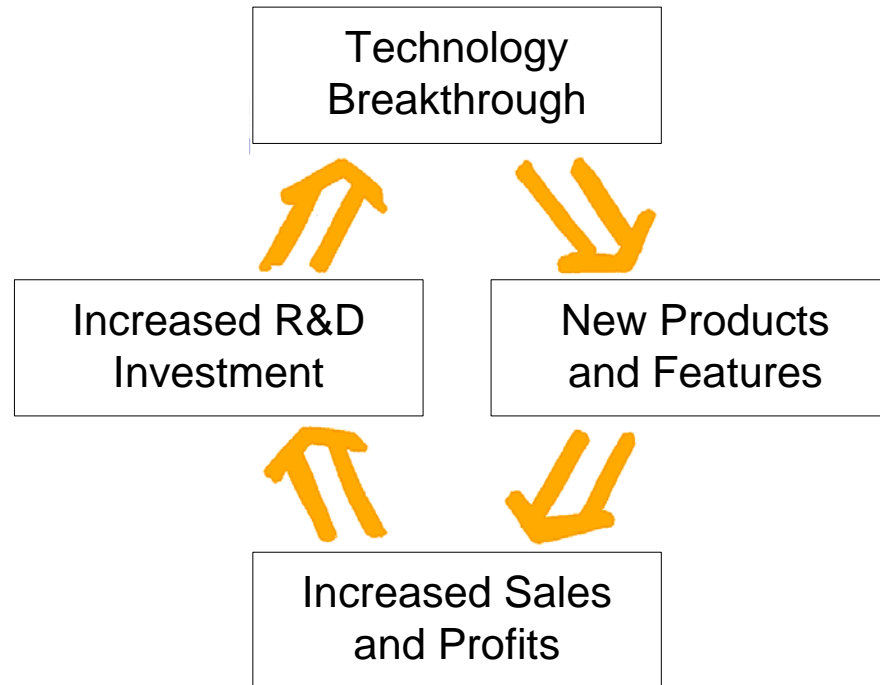 Technology
Breakthrough
Increased R&D
Investment
New Products
and Features
Increased Sales
and Profits